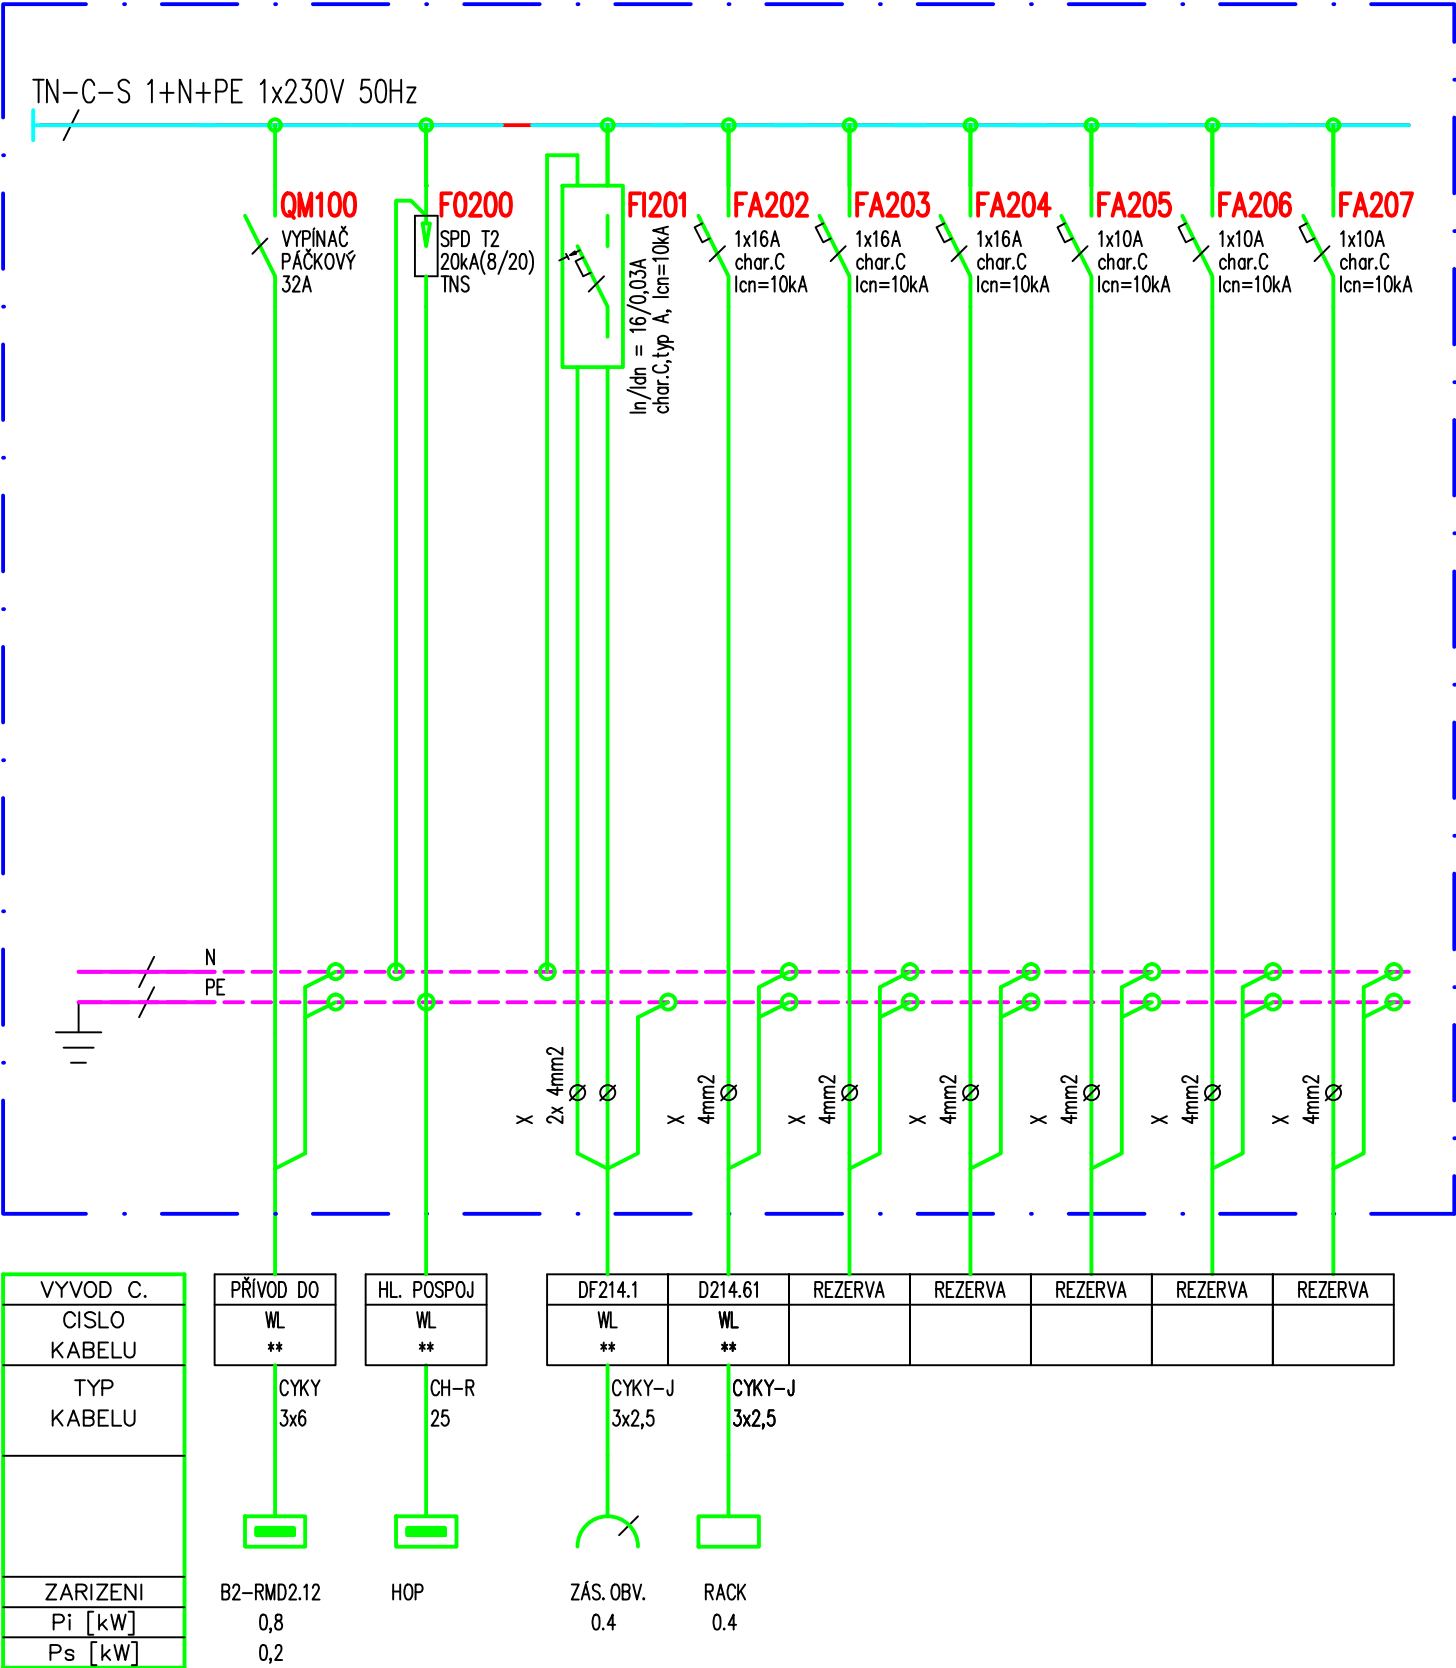 TN-C-S 1+N+PE 1x230V 50Hz
QM100
VYPÍNAČ
PÁČKOVÝ
32A
F0200
SPD T2
20kA(8/20)
TNS
FI201
In/Idn = 16/0,03A
char.C,typ A, Icn=10kA
FA202
1x16A
char.C
Icn=10kA
FA203
1x16A
char.C
Icn=10kA
FA204
1x16A
char.C
Icn=10kA
FA205
1x10A
char.C
Icn=10kA
FA206
1x10A
char.C
Icn=10kA
FA207
1x10A
char.C
Icn=10kA
N
PE
X
2x 4mm2
X
4mm2
X
4mm2
X
4mm2
X
4mm2
X
4mm2
X
4mm2
VYVOD C.
PŘÍVOD DO
HL. POSPOJ
DF214.1
D214.61
REZERVA
REZERVA
REZERVA
REZERVA
REZERVA
CISLO
KABELU
WL
**
WL
**
WL
**
WL
**
TYP
KABELU
CYKY
3x6
CH-R
25
CYKY-J
3x2,5
CYKY-J
3x2,5
ZARIZENI
B2-RMD2.12
HOP
ZÁS. OBV.
RACK
Pi [kW]
0,8
0.4
0.4
Ps [kW]
0,2